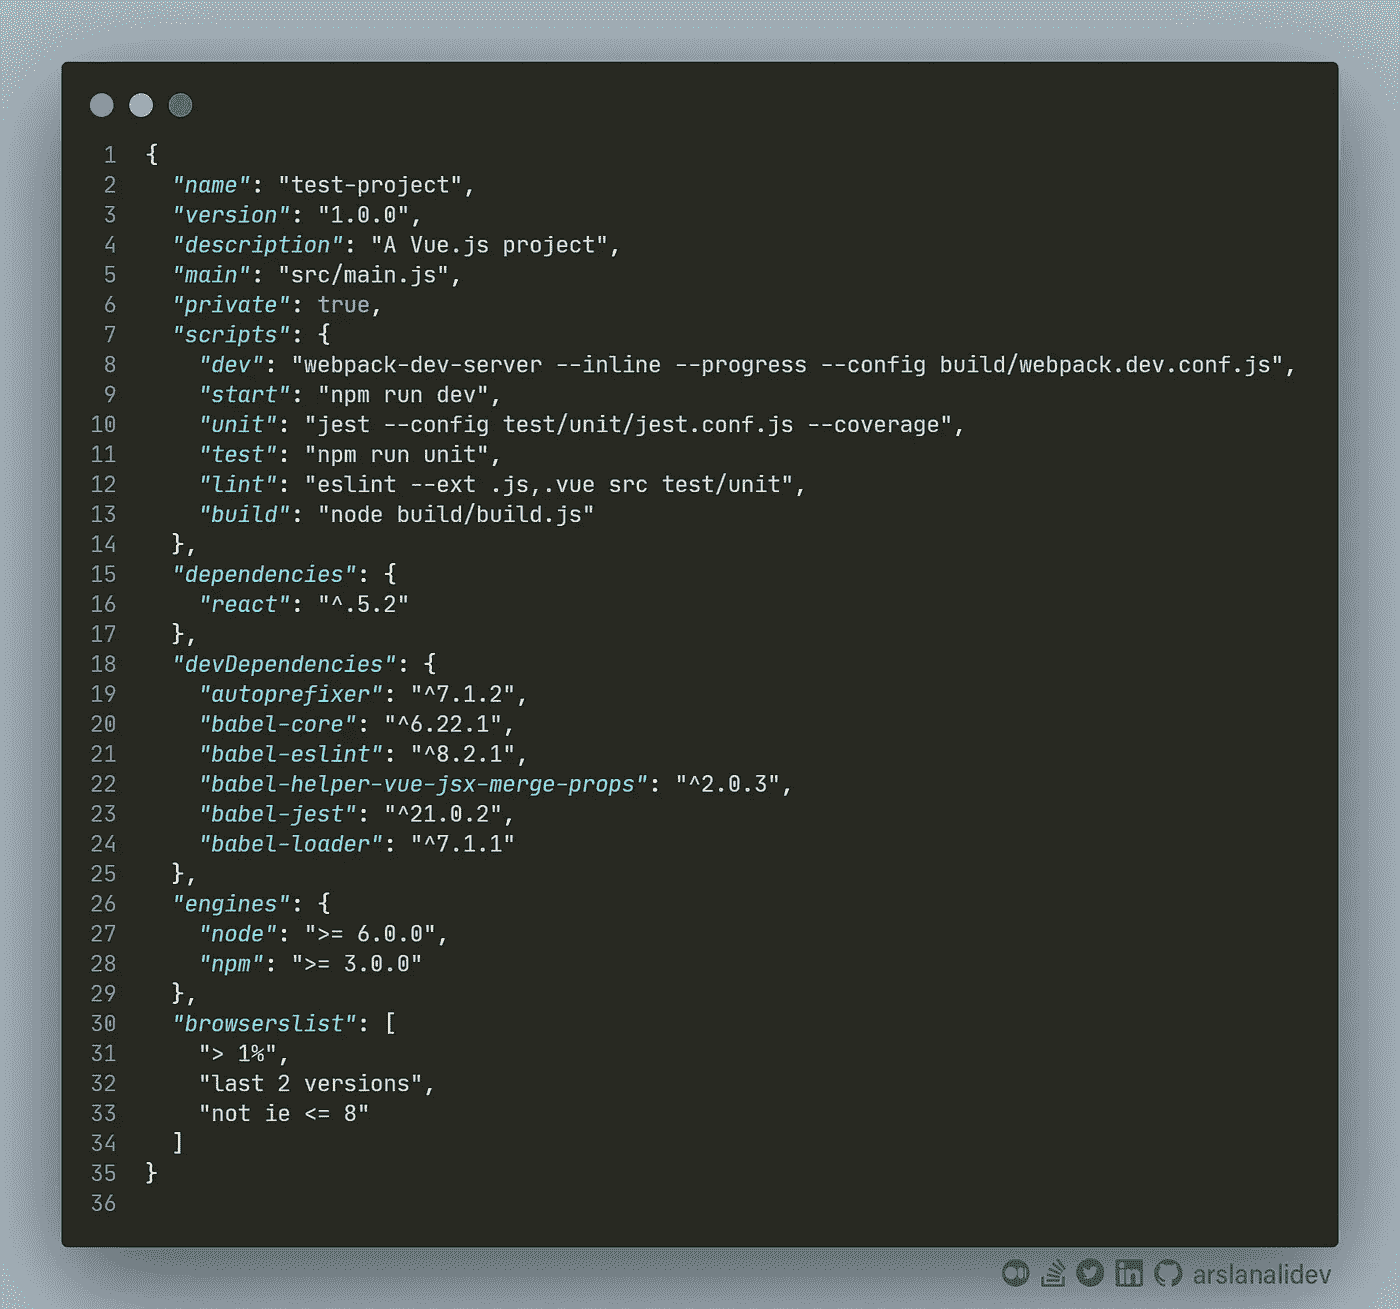 1 {
2   "name": "test-project",
3   "version": "1.0.0",
4   "description": "A Vue.js project",
5   "main": "src/main.js",
6   "private": true,
7   "scripts": {
8     "dev": "webpack-dev-server --inline --progress --config build/webpack.dev.conf.js",
9     "start": "npm run dev",
10     "unit": "jest --config test/unit/jest.conf.js --coverage",
11     "test": "npm run unit",
12     "lint": "eslint --ext .js,.vue src test/unit",
13     "build": "node build/build.js"
14   },
15   "dependencies": {
16     "react": "^.5.2"
17   },
18   "devDependencies": {
19     "autoprefixer": "^7.1.2",
20     "babel-core": "^6.22.1",
21     "babel-eslint": "^8.2.1",
22     "babel-helper-vue-jsx-merge-props": "^2.0.3",
23     "babel-jest": "^21.0.2",
24     "babel-loader": "^7.1.1"
25   },
26   "engines": {
27     "node": ">= 6.0.0",
28     "npm": ">= 3.0.0"
29   },
30   "browserslist": [
31     "> 1%",
32     "last 2 versions",
33     "not ie <= 8"
34   ]
35 }
36
arslanalidev